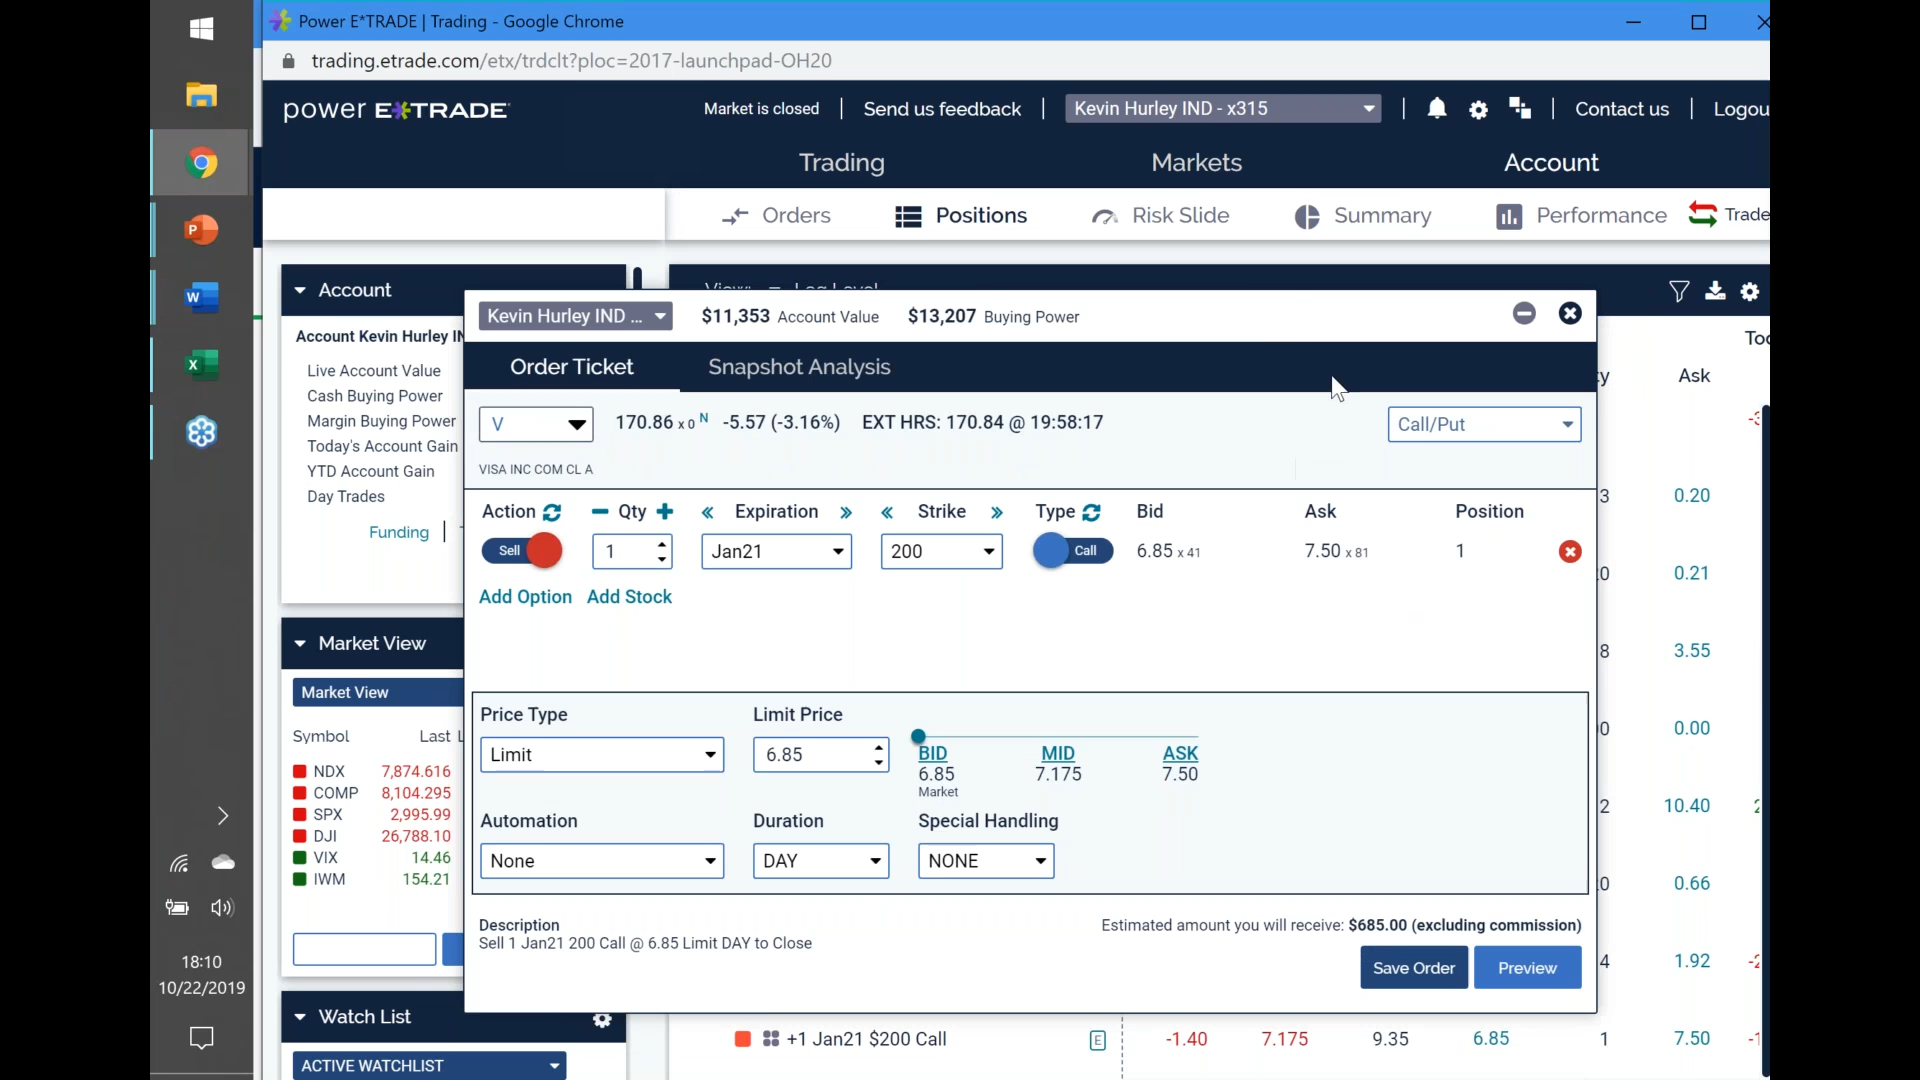 Power E*TRADE | Trading - Google Chrome
trading.etrade.com/etx/trdclt?ploc=2017-launchpad-OH20
power E*TRADE
Market is closed
Send us feedback
Kevin Hurley IND - x315
Contact us
Logou
Trading
Markets
Account
Orders
Positions
Risk Slide
Summary
Performance
Trade
Account
Account Kevin Hurley IN
Live Account Value
Cash Buying Power
Margin Buying Power
Today's Account Gain
YTD Account Gain
Day Trades
Funding
Kevin Hurley IND ...
$11,353 Account Value
$13,207 Buying Power
Order Ticket
Snapshot Analysis
V
170.86 x 0 N -5.57 (-3.16%) EXT HRS: 170.84 @ 19:58:17
Call/Put
VISA INC COM CL A
Action
Qty
Expiration
Strike
Type
Bid
Ask
Position
Sell
1
Jan21
200
Call
6.85 x 41
7.50 x 81
1
Add Option
Add Stock
Price Type
Limit Price
Limit
6.85
BID
MID
ASK
6.85
7.175
7.50
Market
Automation
Duration
Special Handling
None
DAY
NONE
Description
Sell 1 Jan21 200 Call @ 6.85 Limit DAY to Close
Estimated amount you will receive: $685.00 (excluding commission)
Save Order
Preview
Market View
Market View
Symbol
Last
NDX 7,874.616
COMP 8,104.295
SPX 2,995.99
DJI 26,788.10
VIX 14.46
IWM 154.21
Watch List
ACTIVE WATCHLIST
Ask
0.20
0.21
3.55
0.00
10.40
0.66
1.92
+1 Jan21 $200 Call
E
-1.40
7.175
9.35
6.85
1
7.50
P
W
X
18:10
10/22/2019